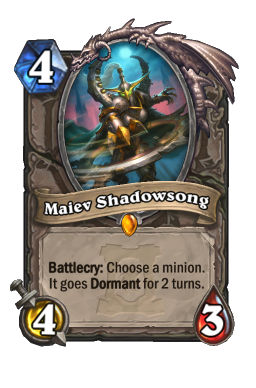 4
Maiev Shadowsong
Battlecry: Choose a minion.
It goes Dormant for 2 turns.
4 3